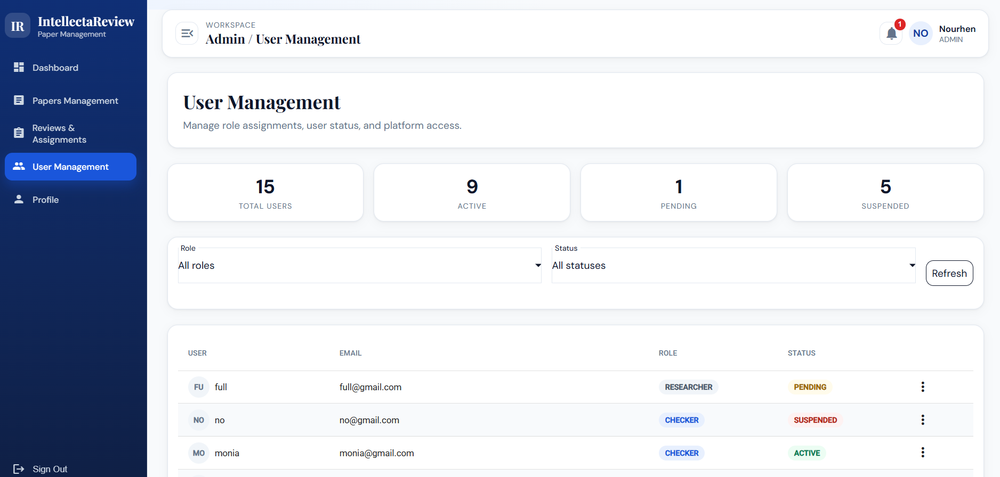 IR
IntellectaReview
Paper Management
Dashboard
Papers Management
Reviews &
Assignments
User Management
Profile
Sign Out
WORKSPACE
Admin / User Management
1
NO
Nourhen
ADMIN
User Management
Manage role assignments, user status, and platform access.
15
TOTAL USERS
9
ACTIVE
1
PENDING
5
SUSPENDED
Role
All roles
Status
All statuses
Refresh
USER EMAIL ROLE STATUS
FU full full@gmail.com RESEARCHER PENDING
NO no no@gmail.com CHECKER SUSPENDED
MO monia monia@gmail.com CHECKER ACTIVE